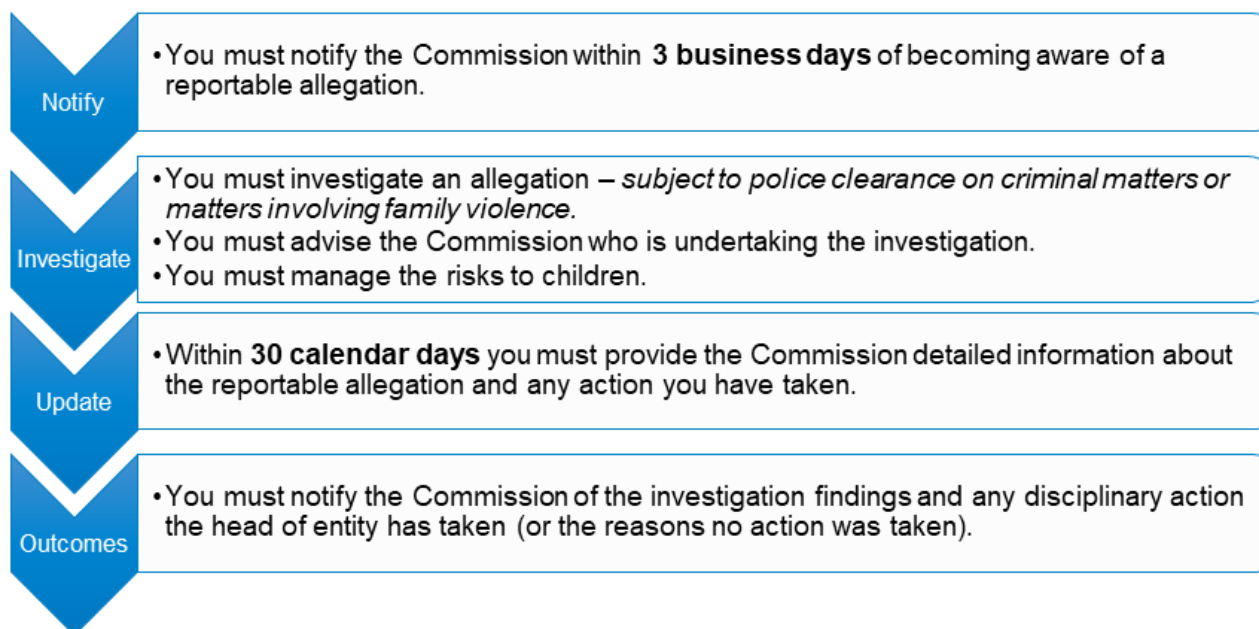 Notify
•You must notify the Commission within 3 business days of becoming aware of a
reportable allegation.
Investigate
•You must investigate an allegation – subject to police clearance on criminal matters or
matters involving family violence.
•You must advise the Commission who is undertaking the investigation.
•You must manage the risks to children.
Update
•Within 30 calendar days you must provide the Commission detailed information about
the reportable allegation and any action you have taken.
Outcomes
•You must notify the Commission of the investigation findings and any disciplinary action
the head of entity has taken (or the reasons no action was taken).